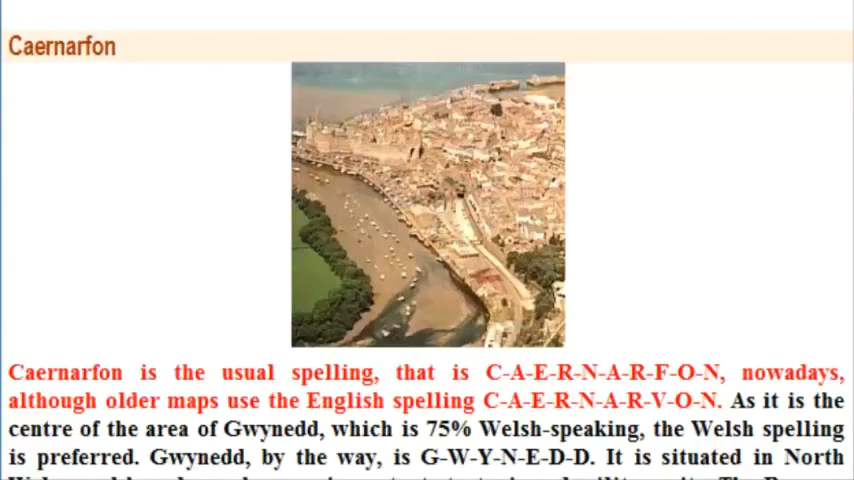 Caernarfon
Caernarfon is the usual spelling, that is C-A-E-R-N-A-R-F-O-N, nowadays,
although older maps use the English spelling C-A-E-R-N-A-R-V-O-N. As it is the
centre of the area of Gwynedd, which is 75% Welsh-speaking, the Welsh spelling
is preferred. Gwynedd, by the way, is G-W-Y-N-E-D-D. It is situated in North